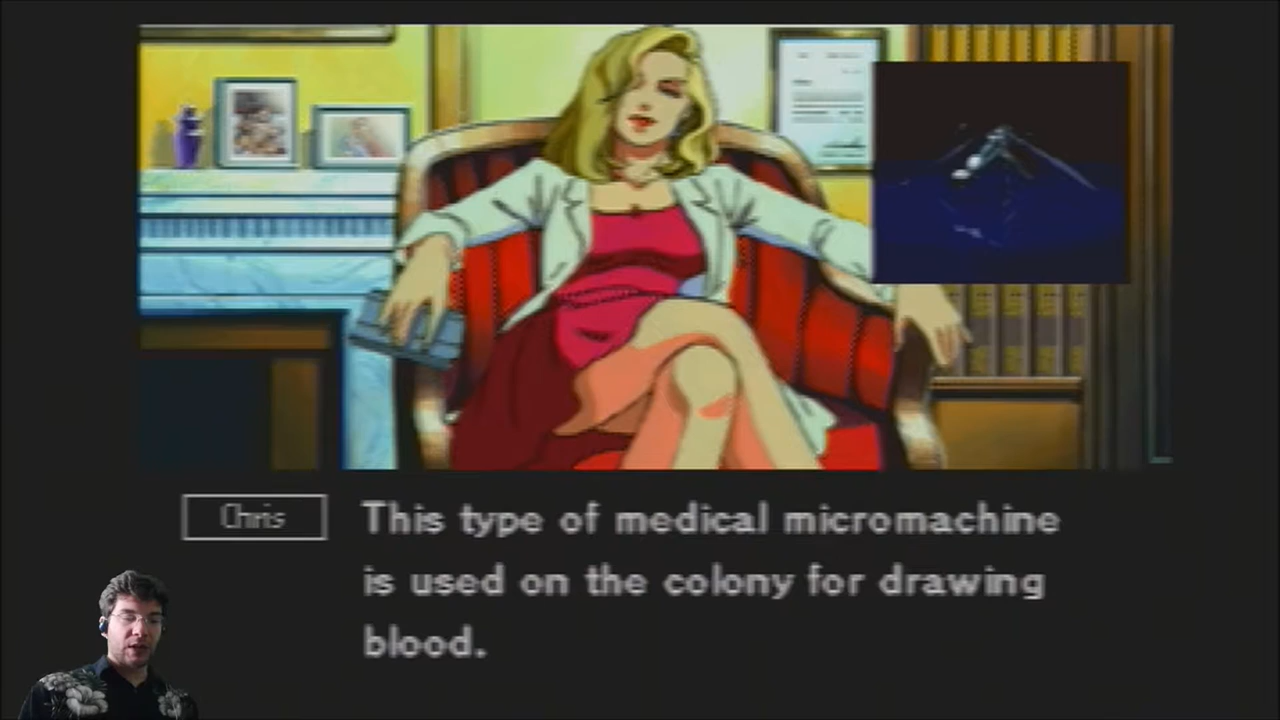 Chris
This type of medical micromachine
is used on the colony for drawing
blood.